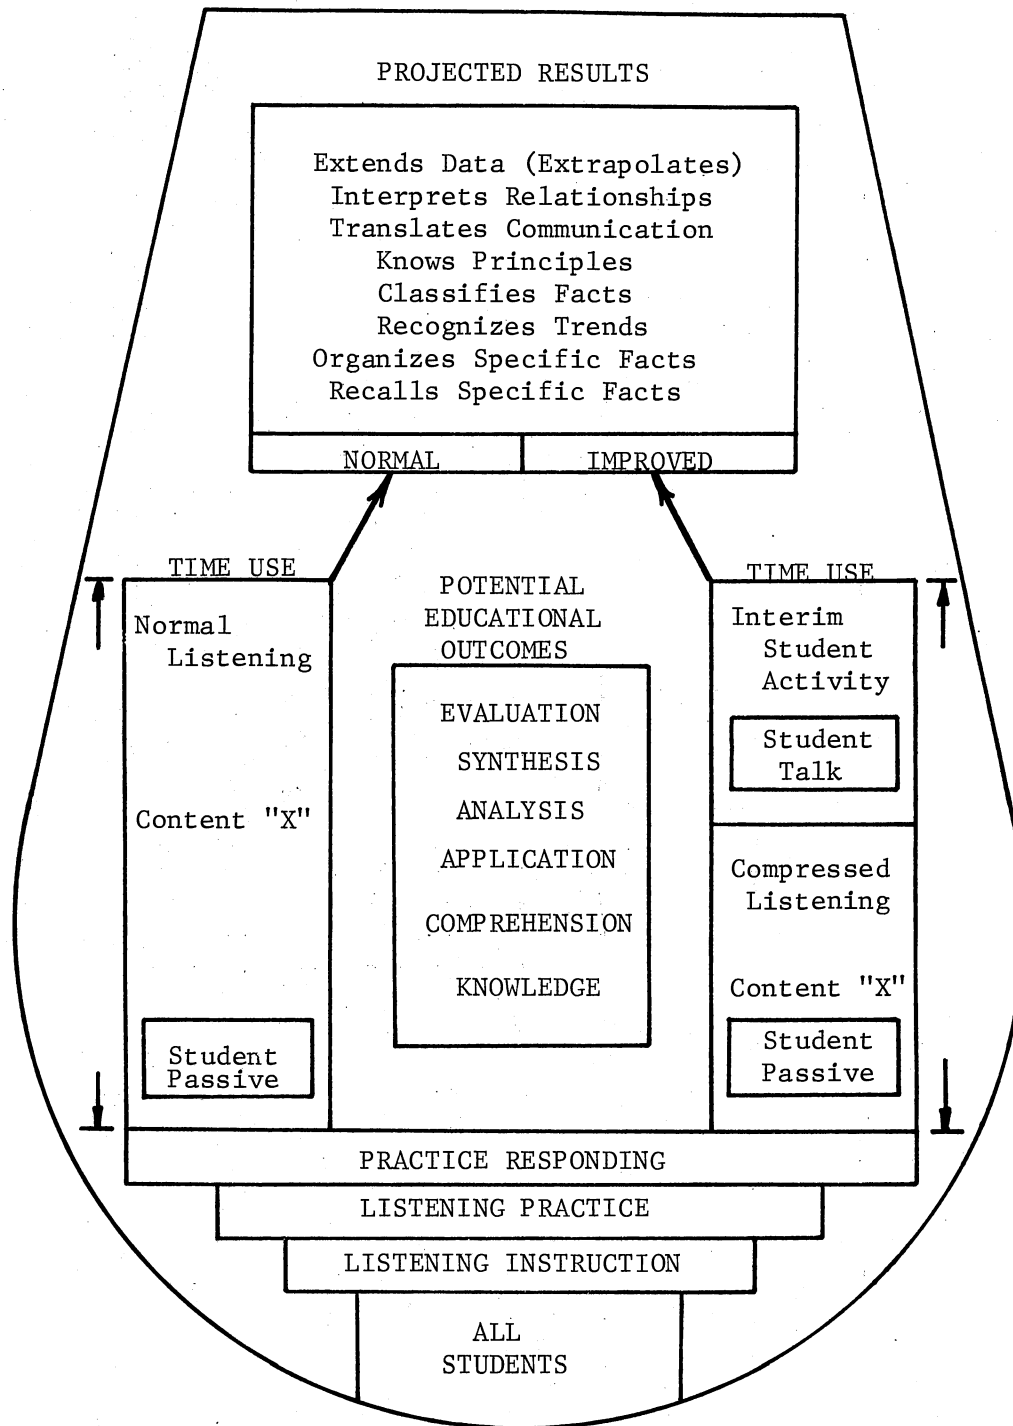 PROJECTED RESULTS
Extends Data (Extrapolates)
Interprets Relationships
Translates Communication
Knows Principles
Classifies Facts
Recognizes Trends
Organizes Specific Facts
Recalls Specific Facts
NORMAL
IMPROVED
TIME USE
Normal
Listening
Content "X"
Student
Passive
POTENTIAL
EDUCATIONAL
OUTCOMES
EVALUATION
SYNTHESIS
ANALYSIS
APPLICATION
COMPREHENSION
KNOWLEDGE
TIME USE
Interim
Student
Activity
Student
Talk
Compressed
Listening
Content "X"
Student
Passive
PRACTICE RESPONDING
LISTENING PRACTICE
LISTENING INSTRUCTION
ALL
STUDENTS